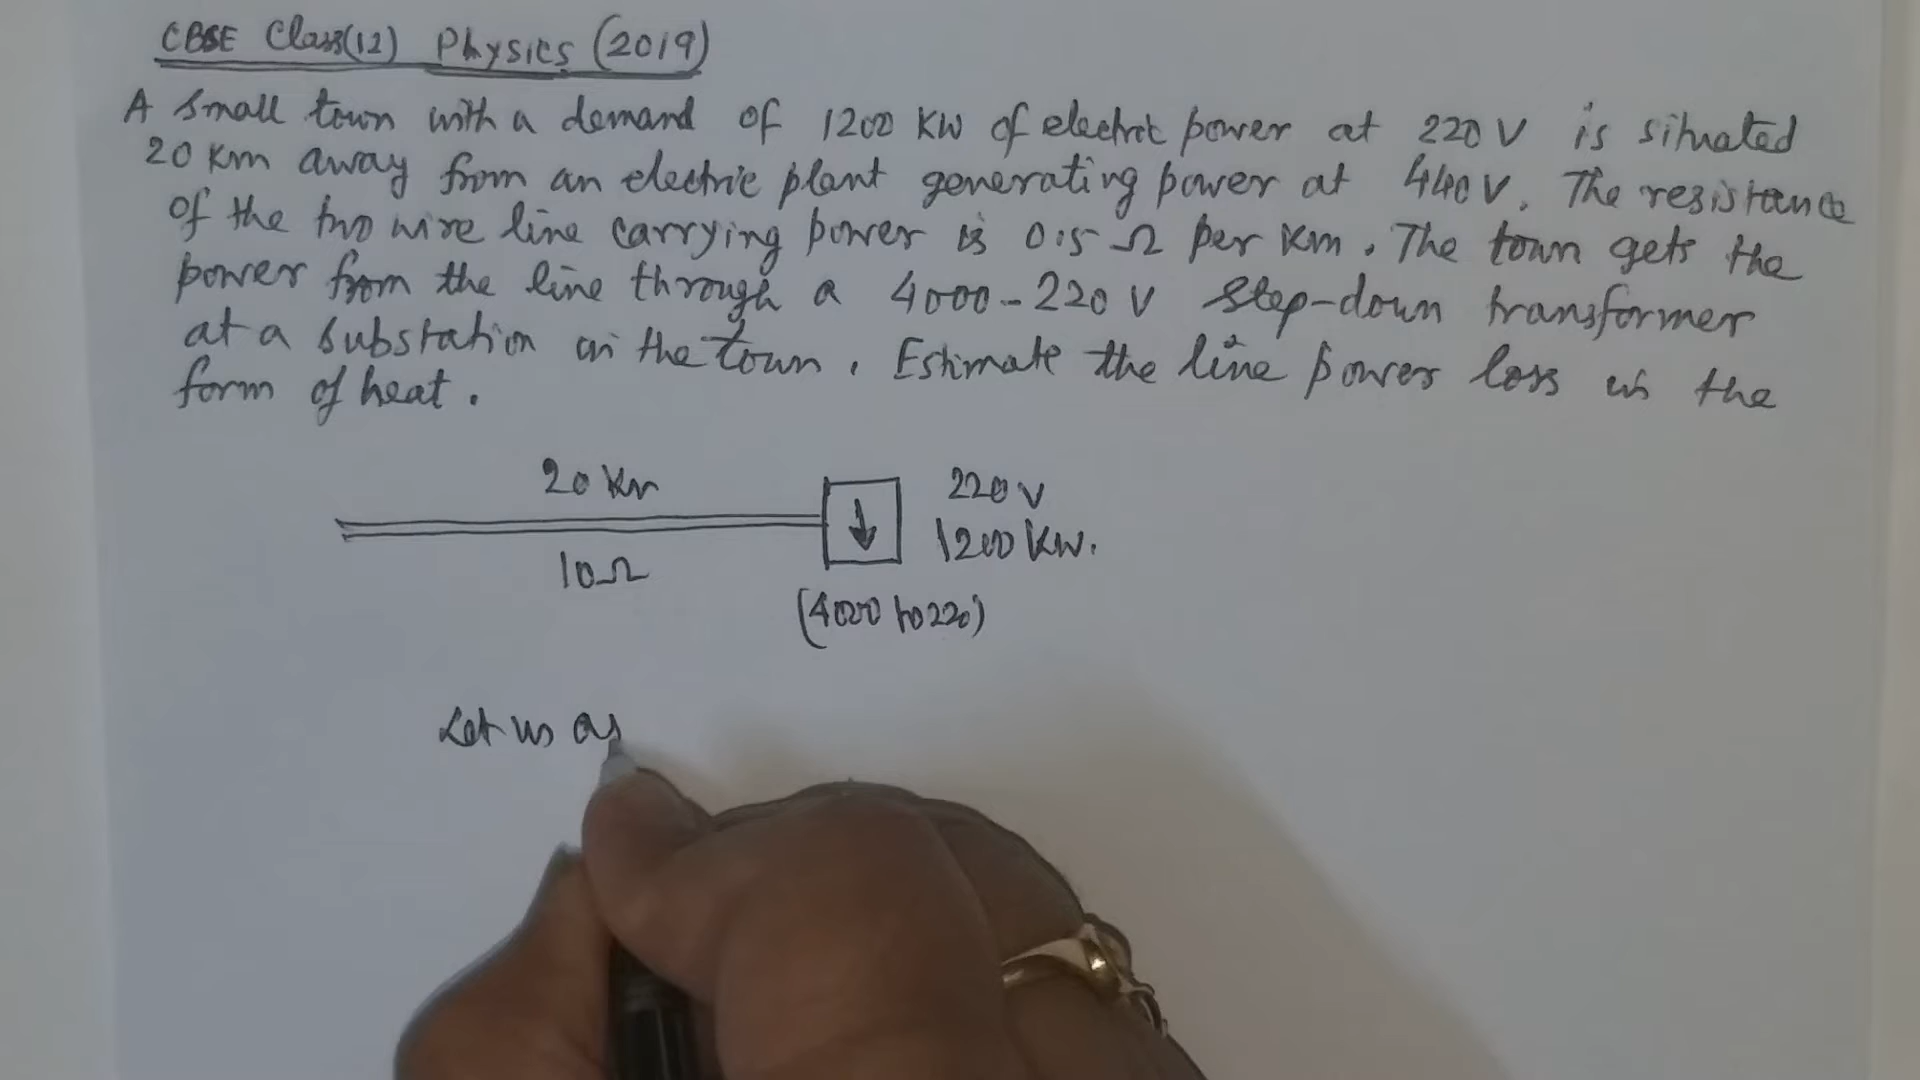 CBSE Class(12) Physics (2019)
A small town with a demand of 1200 KW of electric power at 220 V is situated
20 Km away from an electric plant generating power at 440 V. The resistance
of the two wire line carrying power is 0.5 Ω per Km. The town gets the
power from the line through a 4000-220 V step-down transformer
at a substation in the town. Estimate the line power loss in the
form of heat.
20 Km
220 V
1200 KW.
10Ω
(4000 to 220)
Let us as